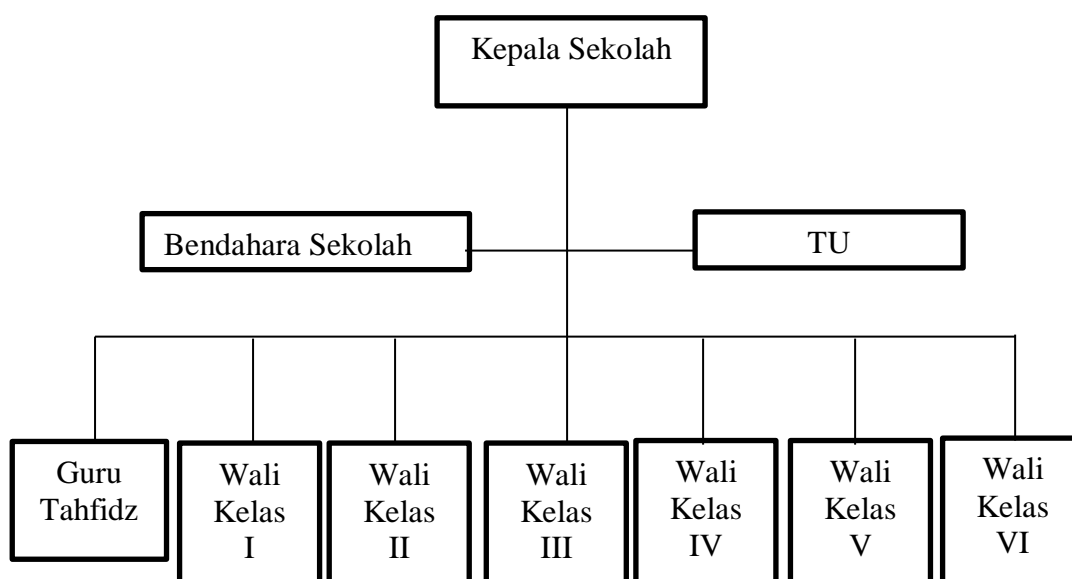 Kepala Sekolah
Bendahara Sekolah
TU
Guru
Tahfidz
Wali
Kelas
I
Wali
Kelas
II
Wali
Kelas
III
Wali
Kelas
IV
Wali
Kelas
V
Wali
Kelas
VI